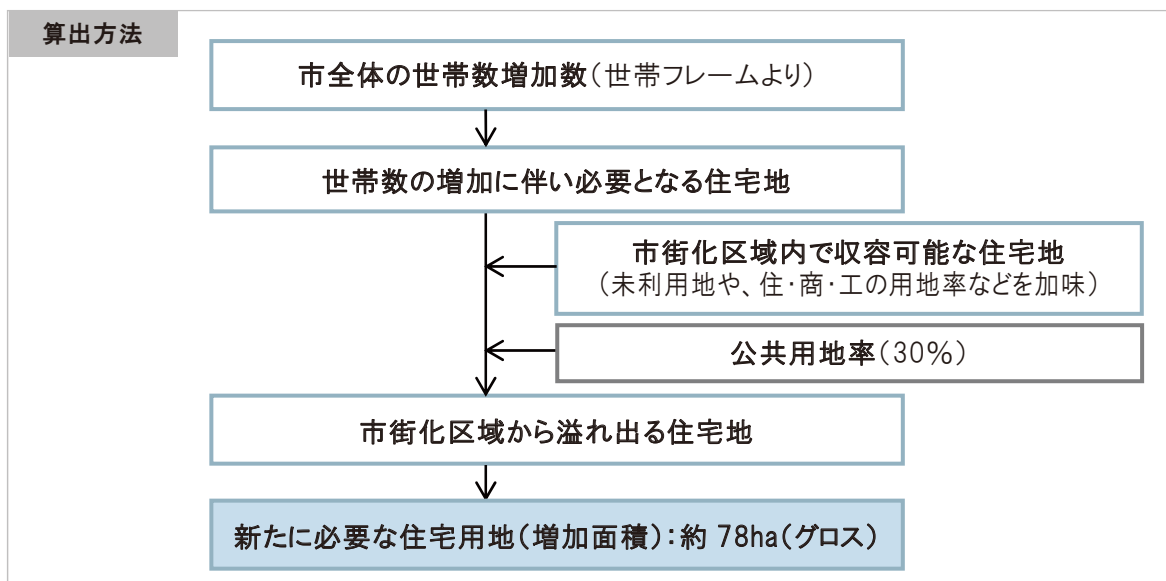 算出方法
市全体の世帯数増加数(世帯フレームより)
世帯数の増加に伴い必要となる住宅地
市街化区域内で収容可能な住宅地
(未利用地や、住・商・工の用地率などを加味)
公共用地率(30%)
市街化区域から溢れ出る住宅地
新たに必要な住宅用地(増加面積):約 78ha(グロス)